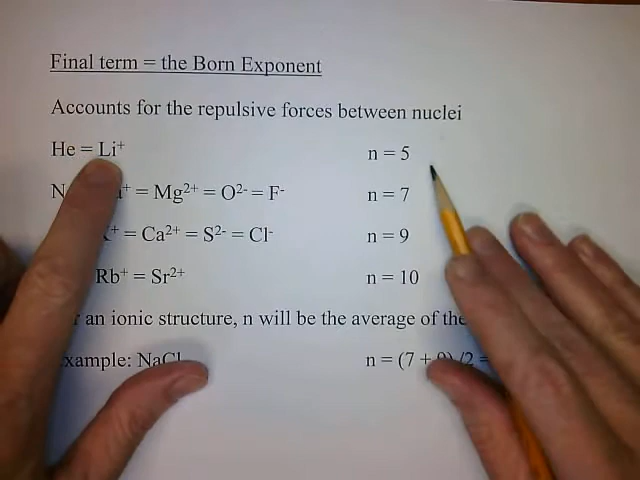 Final term = the Born Exponent
Accounts for the repulsive forces between nuclei
He = Li⁺ n = 5
⁺ = Mg²⁺ = O²⁻ = F⁻ n = 7
⁺ = Ca²⁺ = S²⁻ = Cl⁻ n = 9
Rb⁺ = Sr²⁺ n = 10
an ionic structure, n will be the average of the
xample: NaCl n = (7 + 9)/2 =